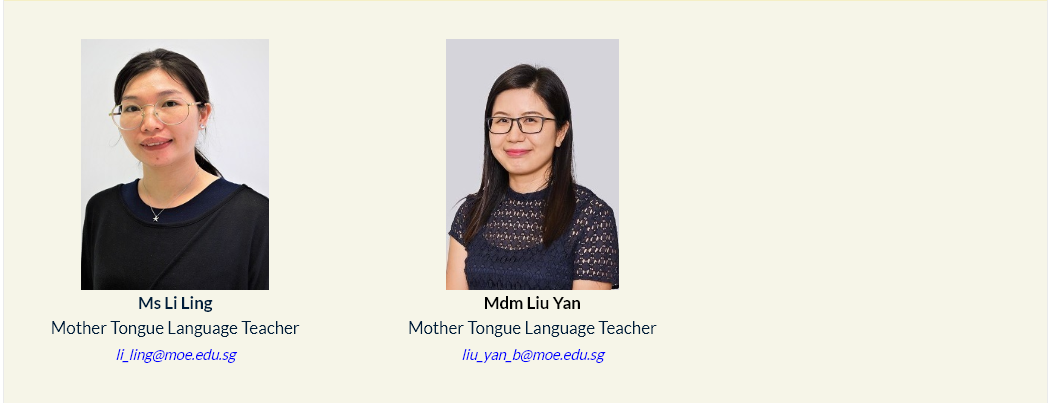 Ms Li Ling
Mother Tongue Language Teacher
li_ling@moe.edu.sg
Mdm Liu Yan
Mother Tongue Language Teacher
liu_yan_b@moe.edu.sg